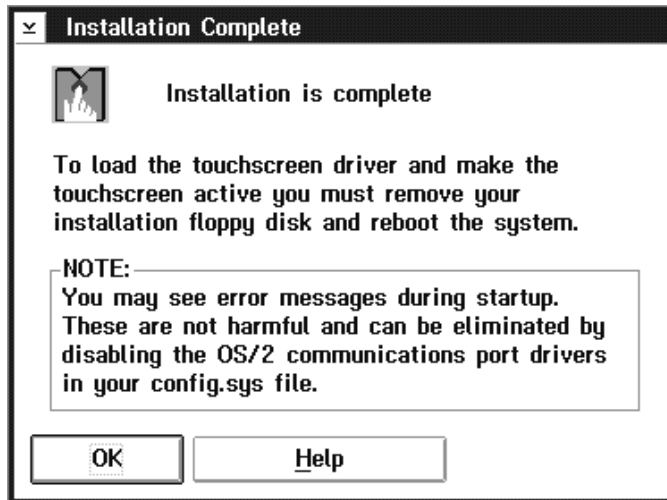 Installation Complete
Installation is complete
To load the touchscreen driver and make the
touchscreen active you must remove your
installation floppy disk and reboot the system.
NOTE:
You may see error messages during startup.
These are not harmful and can be eliminated by
disabling the OS/2 communications port drivers
in your config.sys file.
OK
Help